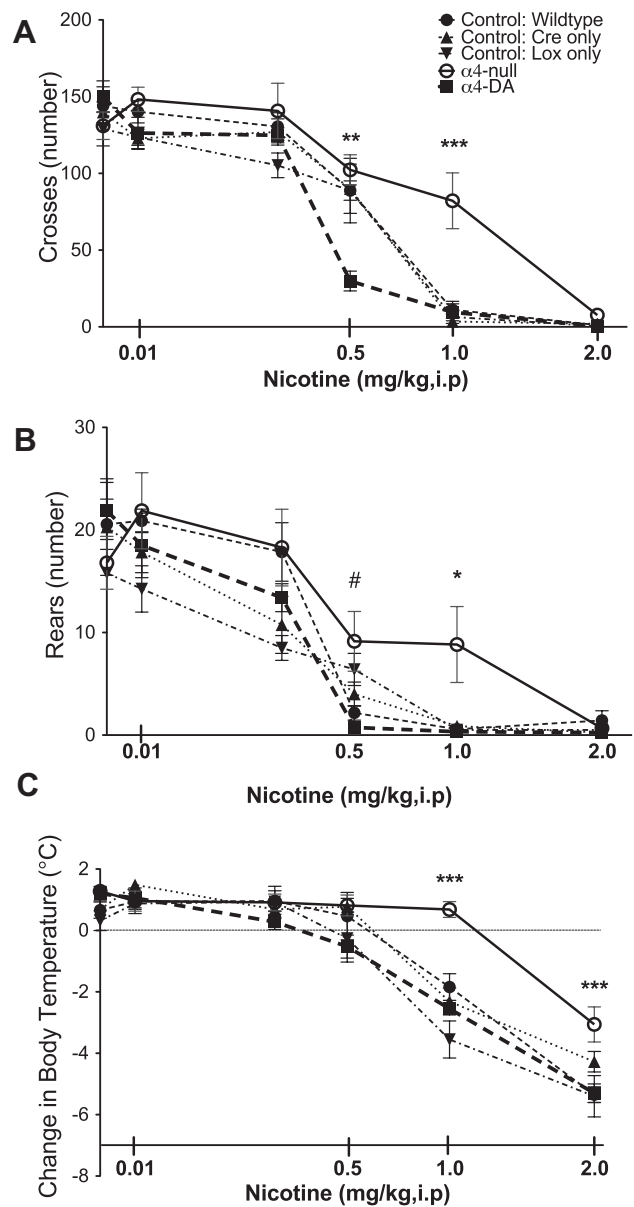 A
Control: Wildtype
Control: Cre only
Control: Lox only
α4-null
α4-DA
Crosses (number)
200
150
100
50
0
**
***
0.01
0.5
1.0
2.0
Nicotine (mg/kg,i.p)
B
Rears (number)
30
20
10
0
#
*
0.01
0.5
1.0
2.0
Nicotine (mg/kg,i.p)
C
Change in Body Temperature (°C)
2
0
-2
-4
-6
-8
***
***
0.01
0.5
1.0
2.0
Nicotine (mg/kg,i.p)